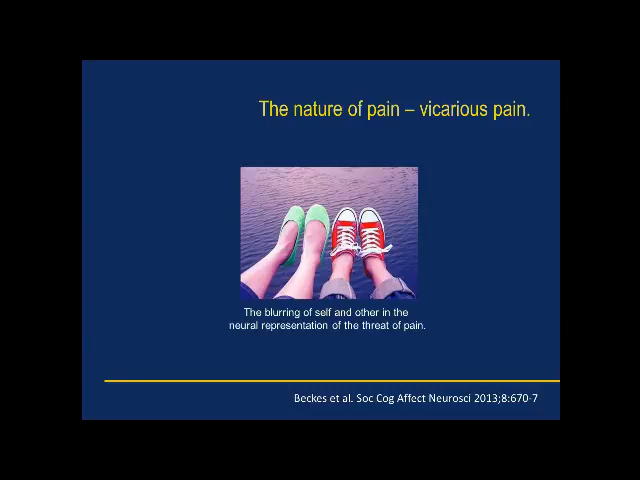 The nature of pain – vicarious pain.
The blurring of self and other in the
neural representation of the threat of pain.
Beckes et al. Soc Cog Affect Neurosci 2013;8:670-7